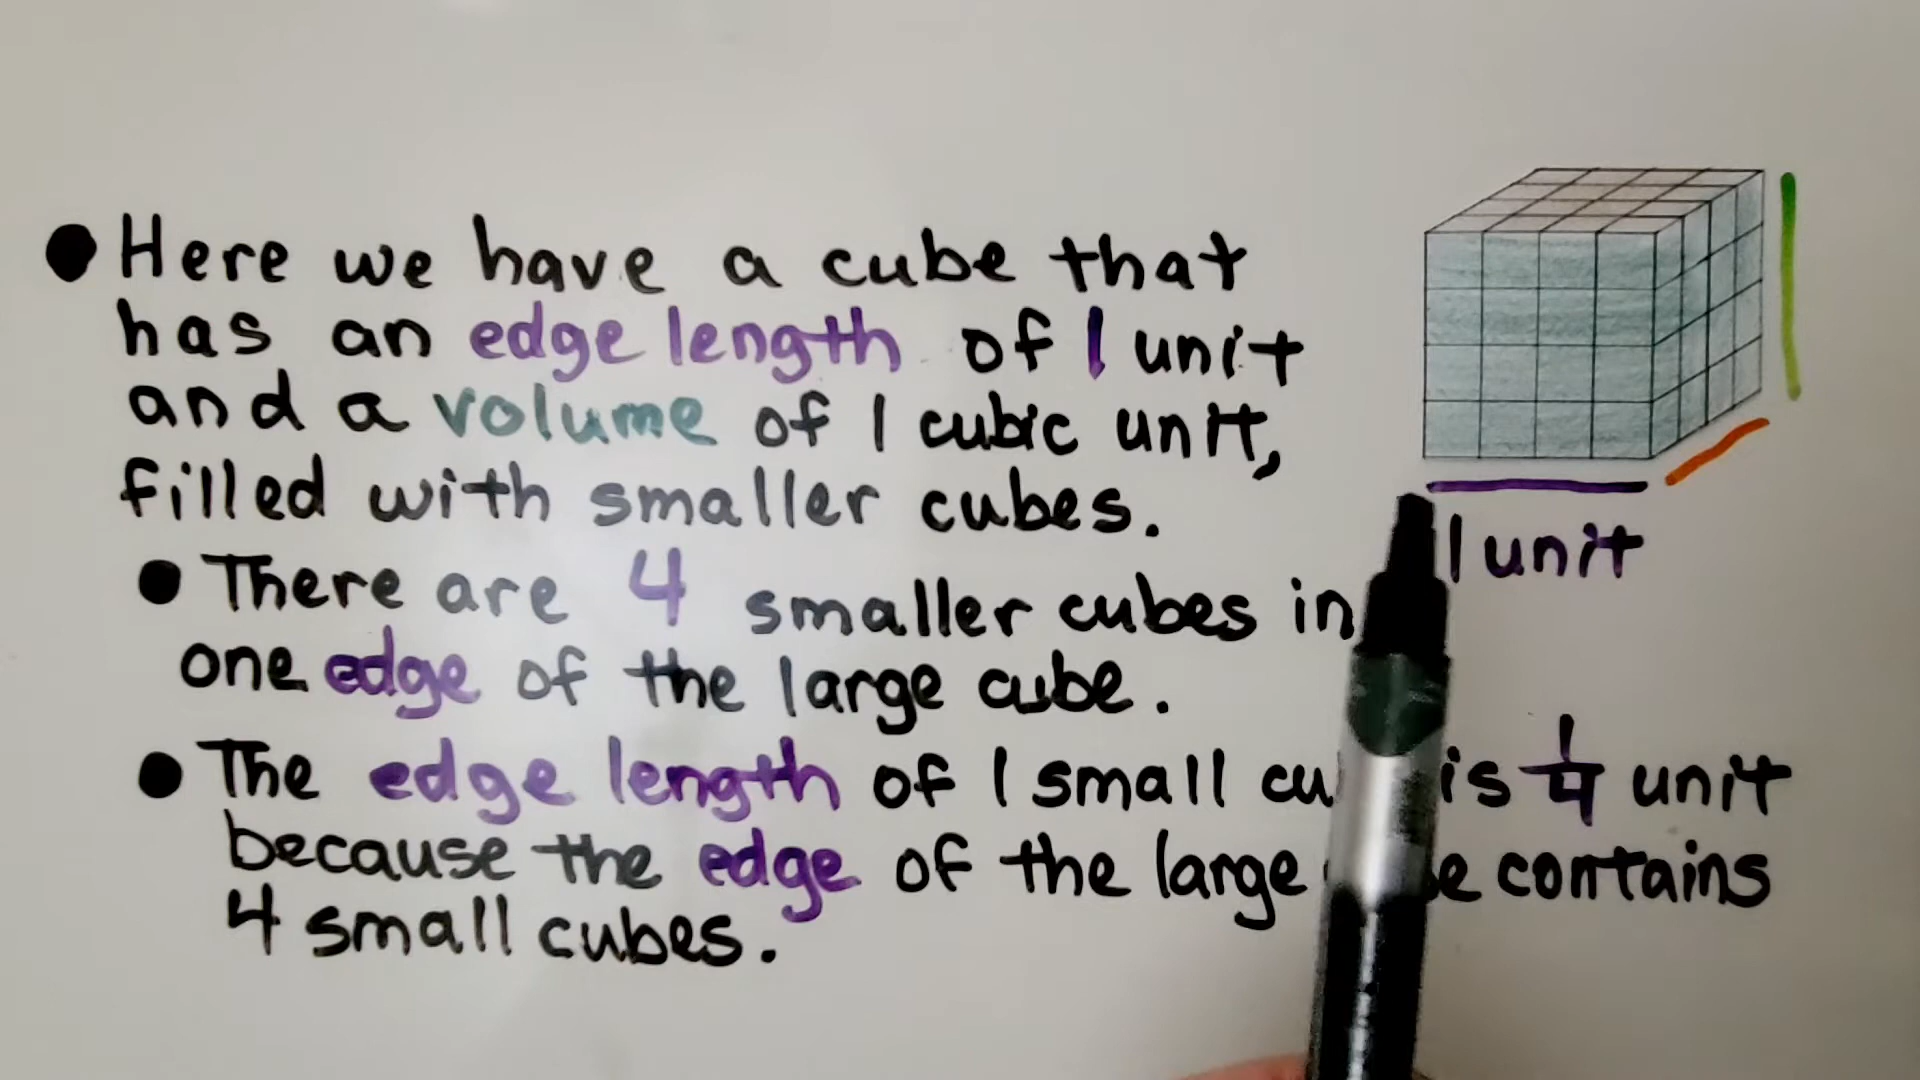 Here we have a cube that
has an edge length of 1 unit
and a volume of 1 cubic unit,
filled with smaller cubes.
There are 4 smaller cubes in
one edge of the large cube.
The edge length of 1 small is 1/4 unit
because the edge of the large contains
4 small cubes.
1 unit